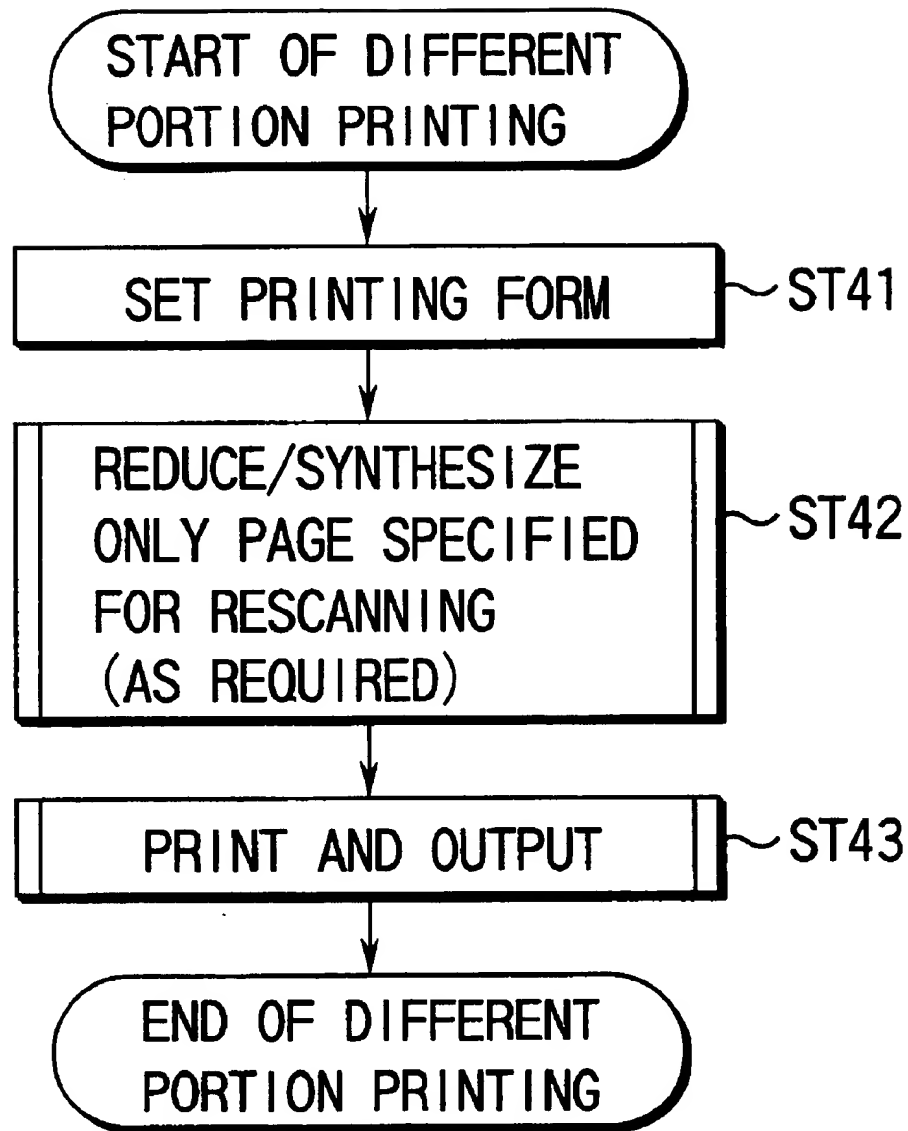 START OF DIFFERENT
PORTION PRINTING
SET PRINTING FORM
ST41
REDUCE/SYNTHESIZE
ONLY PAGE SPECIFIED
FOR RESCANNING
(AS REQUIRED)
ST42
PRINT AND OUTPUT
ST43
END OF DIFFERENT
PORTION PRINTING